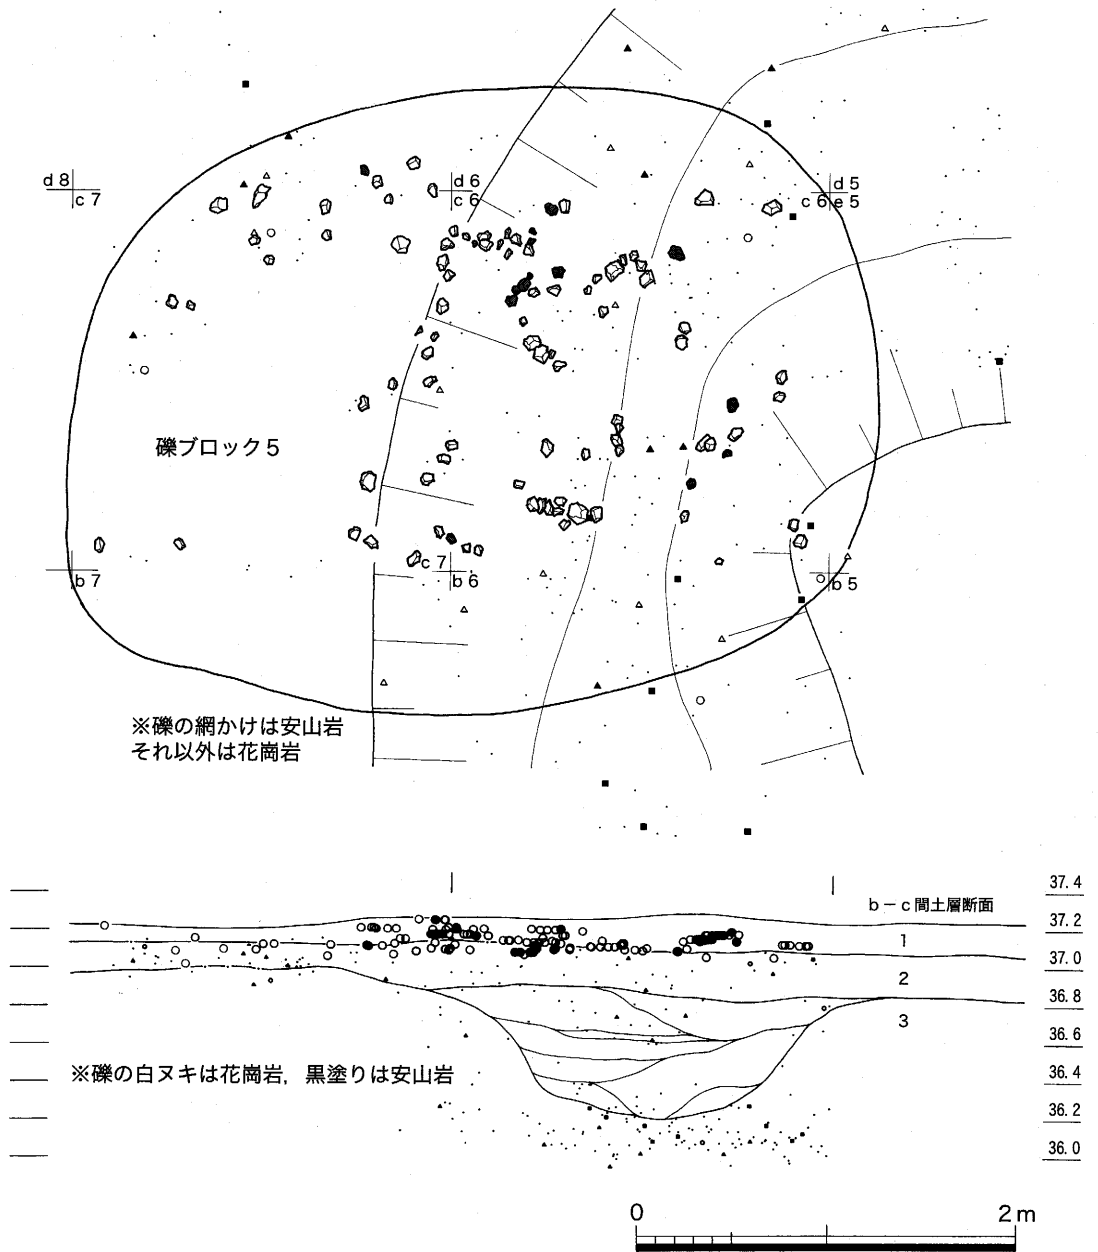 d 8
c 7
d 6
c 6
d 5
c 6 e 5
礫ブロック5
b 7
c 7
b 6
b 5
※礫の網かけは安山岩
それ以外は花崗岩
37. 4
b－c間土層断面
37. 2
1
37. 0
2
36. 8
3
36. 6
※礫の白ヌキは花崗岩，黒塗りは安山岩
36. 4
36. 2
36. 0
0 2m